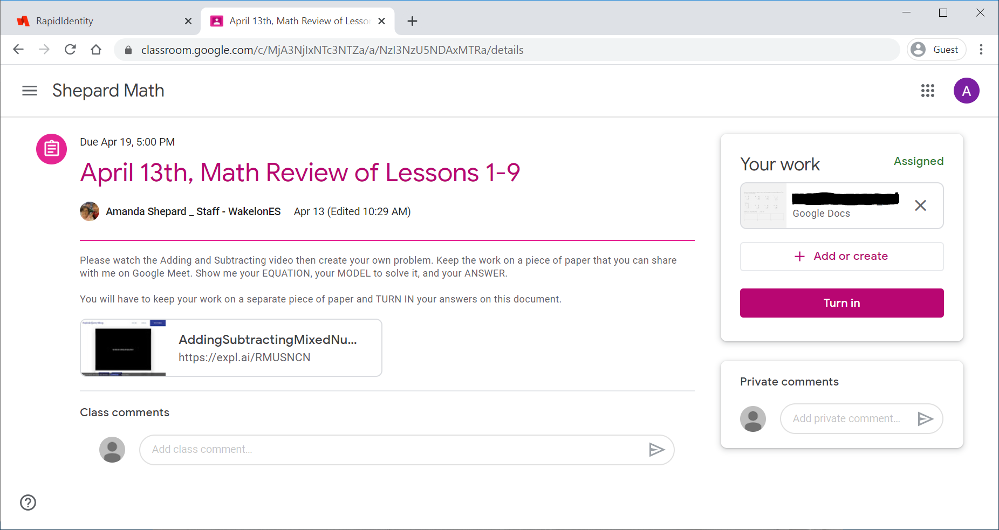 RapidIdentity
April 13th, Math Review of Lesso
classroom.google.com/c/MjA3NjIxNTc3NTZa/a/NzI3NzU5NDAxMTRa/details
Guest
Shepard Math
A
Due Apr 19, 5:00 PM
April 13th, Math Review of Lessons 1-9
Amanda Shepard _ Staff - WakelonES Apr 13 (Edited 10:29 AM)
Please watch the Adding and Subtracting video then create your own problem. Keep the work on a piece of paper that you can share
with me on Google Meet. Show me your EQUATION, your MODEL to solve it, and your ANSWER.
You will have to keep your work on a separate piece of paper and TURN IN your answers on this document.
AddingSubtractingMixedNu...
https://expl.ai/RMUSNCN
Class comments
Add class comment...
Your work
Assigned
Google Docs
+ Add or create
Turn in
Private comments
Add private comment...